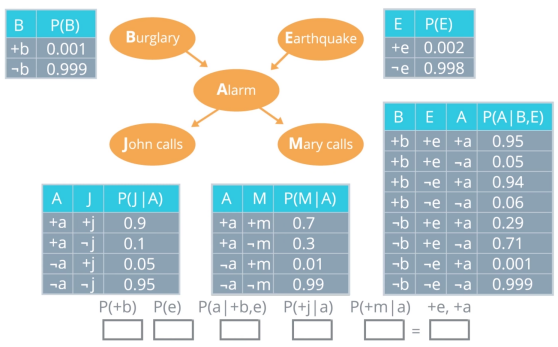 B P(B)
+b 0.001
¬b 0.999
Burglary
Earthquake
Alarm
John calls
Mary calls
E P(E)
+e 0.002
¬e 0.998
B E A P(A|B,E)
+b +e +a 0.95
+b +e ¬a 0.05
+b ¬e +a 0.94
+b ¬e ¬a 0.06
¬b +e +a 0.29
¬b +e ¬a 0.71
¬b ¬e +a 0.001
¬b ¬e ¬a 0.999
A J P(J|A)
+a +j 0.9
+a ¬j 0.1
¬a +j 0.05
¬a ¬j 0.95
A M P(M|A)
+a +m 0.7
+a ¬m 0.3
¬a +m 0.01
¬a ¬m 0.99
P(+b) P(e) P(a|+b,e) P(+j|a) P(+m|a) +e, +a
=